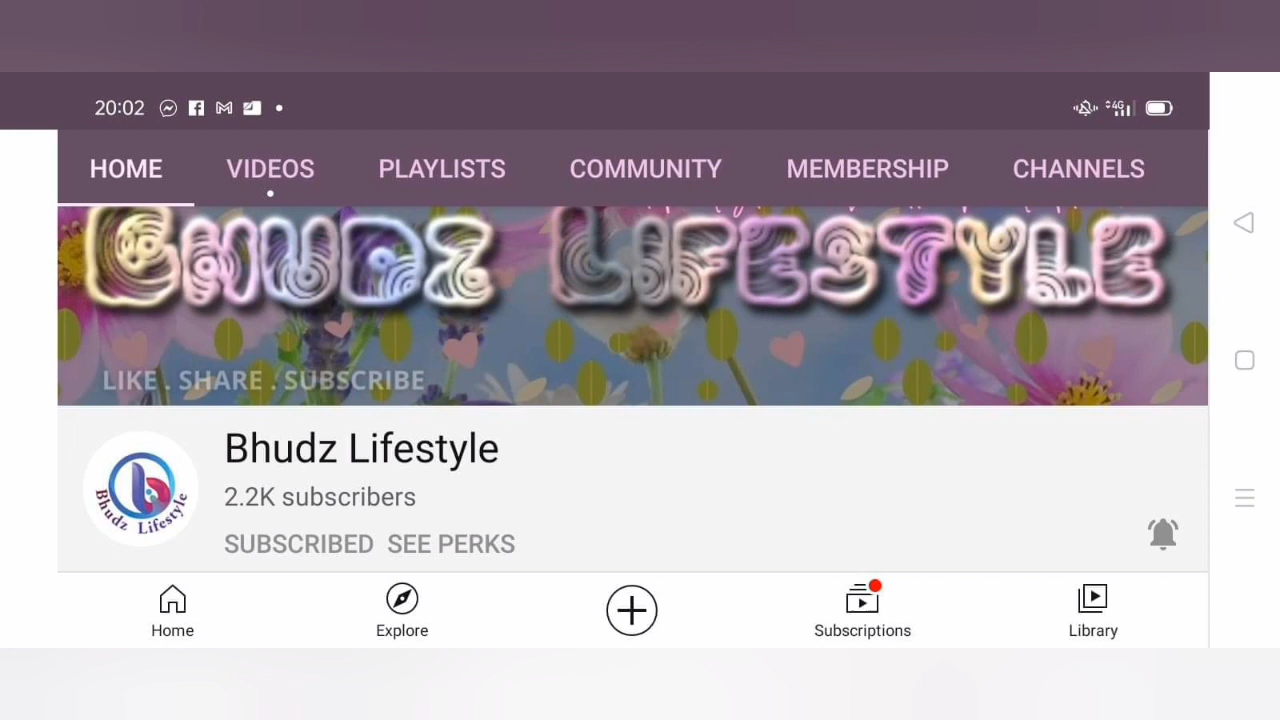 20:02
4G
HOME VIDEOS PLAYLISTS COMMUNITY MEMBERSHIP CHANNELS
BHUDZ LIFESTYLE
LIKE . SHARE . SUBSCRIBE
Bhudz Lifestyle
Bhudz Lifestyle
2.2K subscribers
SUBSCRIBED SEE PERKS
Home Explore Subscriptions Library